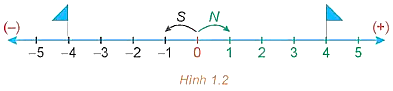 S N
(–) (+)
–5 –4 –3 –2 –1 0 1 2 3 4 5
Hình 1.2